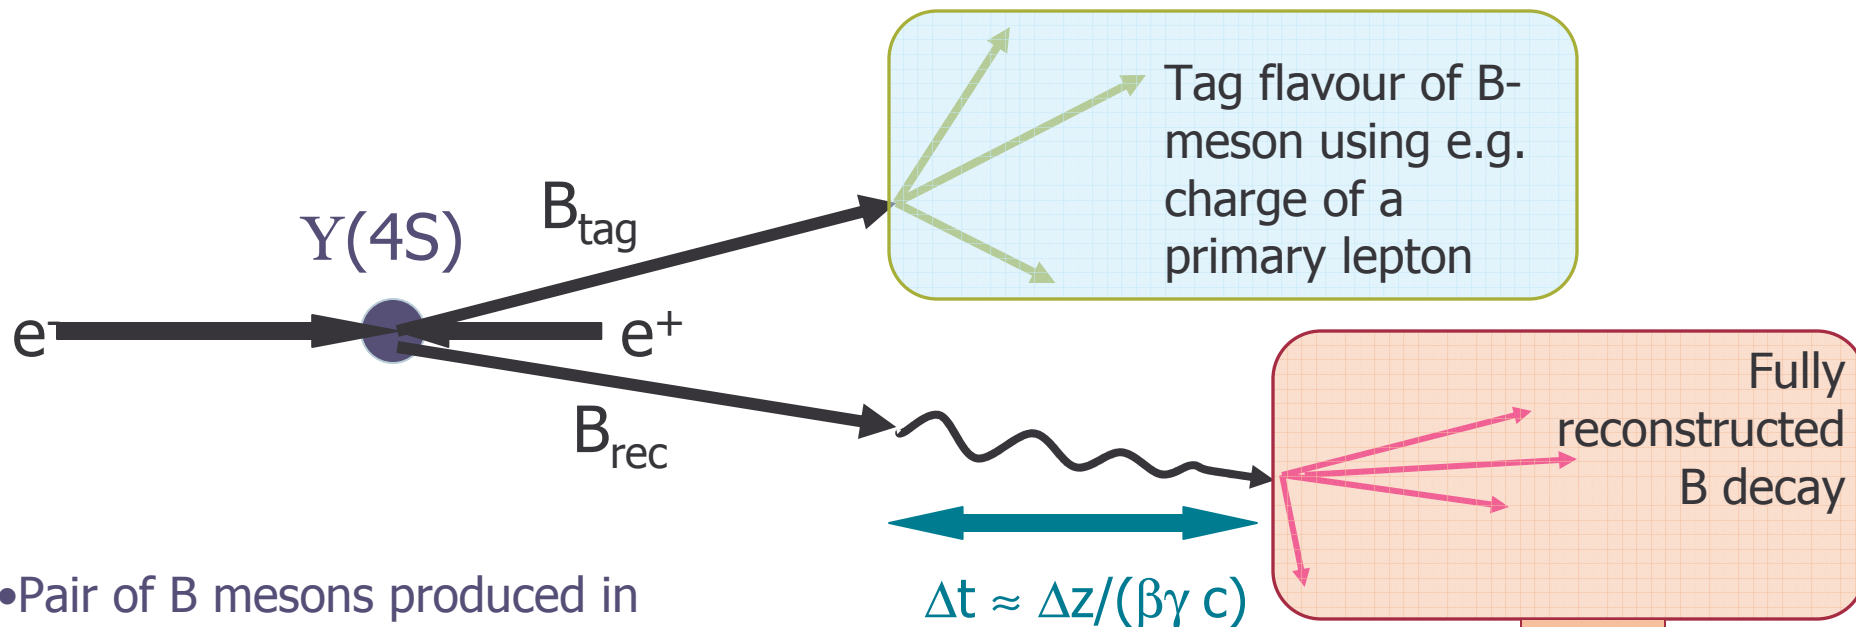 Tag flavour of B-
meson using e.g.
charge of a
primary lepton
B_tag
Υ(4S)
e⁻
e⁺
B_rec
Fully
reconstructed
B decay
•Pair of B mesons produced in
Δt ≈ Δz/(βγ c)